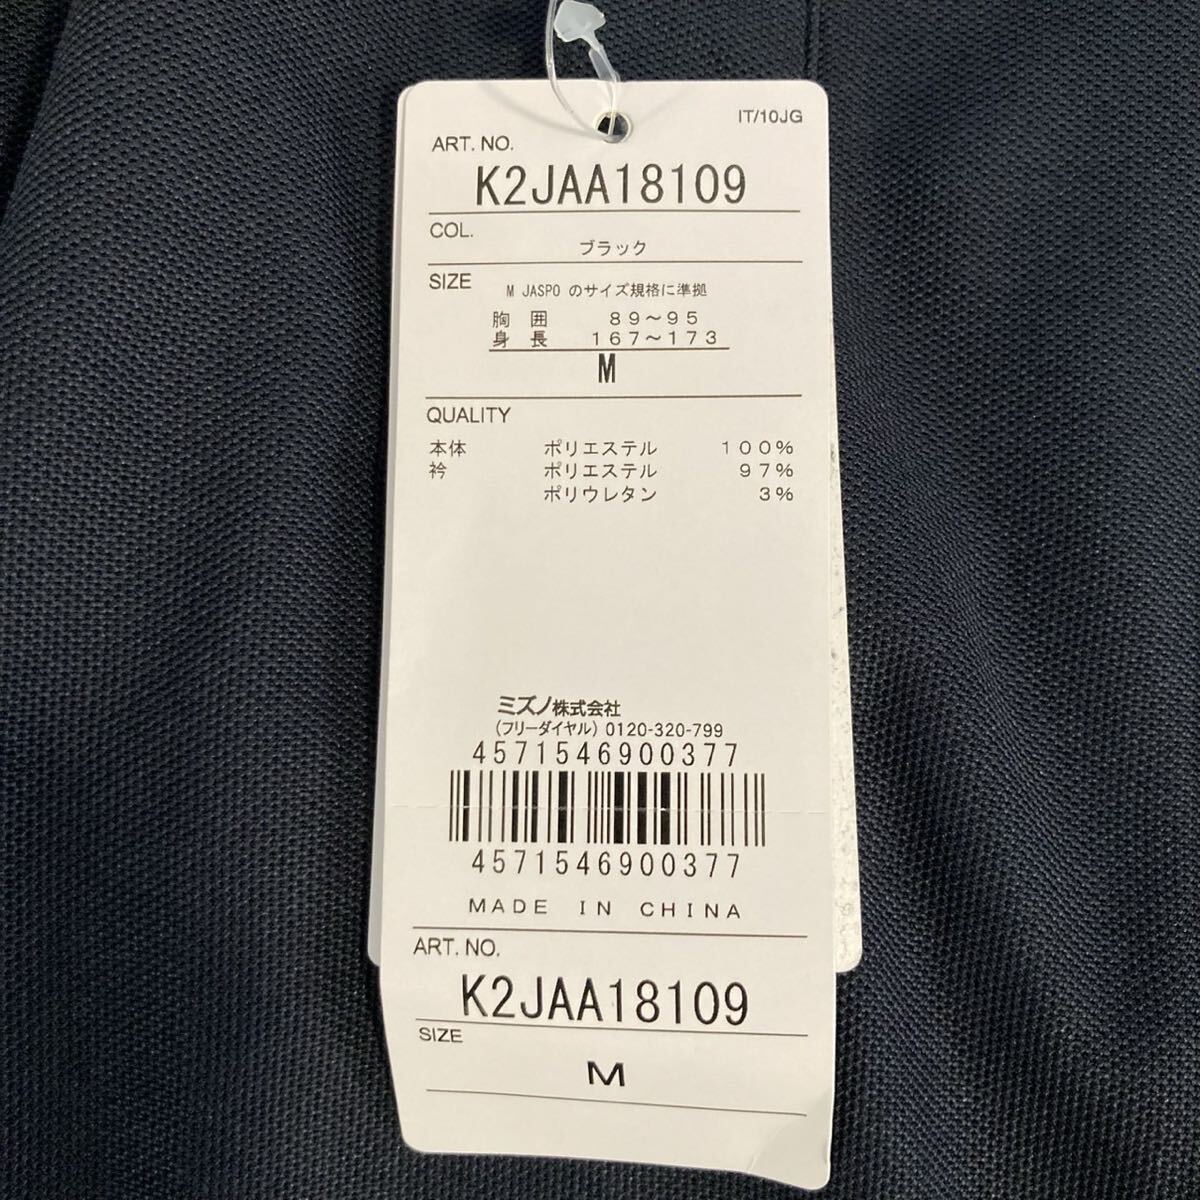 IT/10JG
ART. NO.
K2JAA18109
COL.
ブラック
SIZE
M JASPO のサイズ規格に準拠
胸 囲 89～95
身 長 167～173
M
QUALITY
本体 ポリエステル 100%
衿 ポリエステル 97%
ポリウレタン 3%
ミズノ株式会社
(フリーダイヤル) 0120-320-799
4571546900377
4571546900377
MADE IN CHINA
ART. NO.
K2JAA18109
SIZE
M